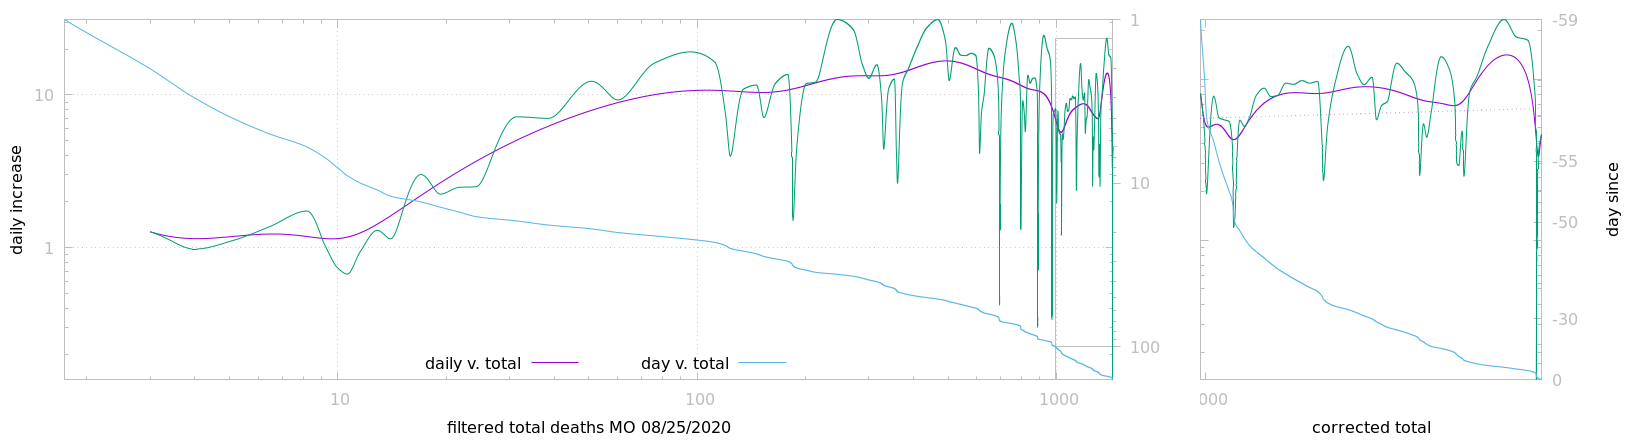 daily increase
10
1
daily v. total
day v. total
10
100
1000
filtered total deaths MO 08/25/2020
1
10
100
000
corrected total
-59
-55
-50
-30
0
day since